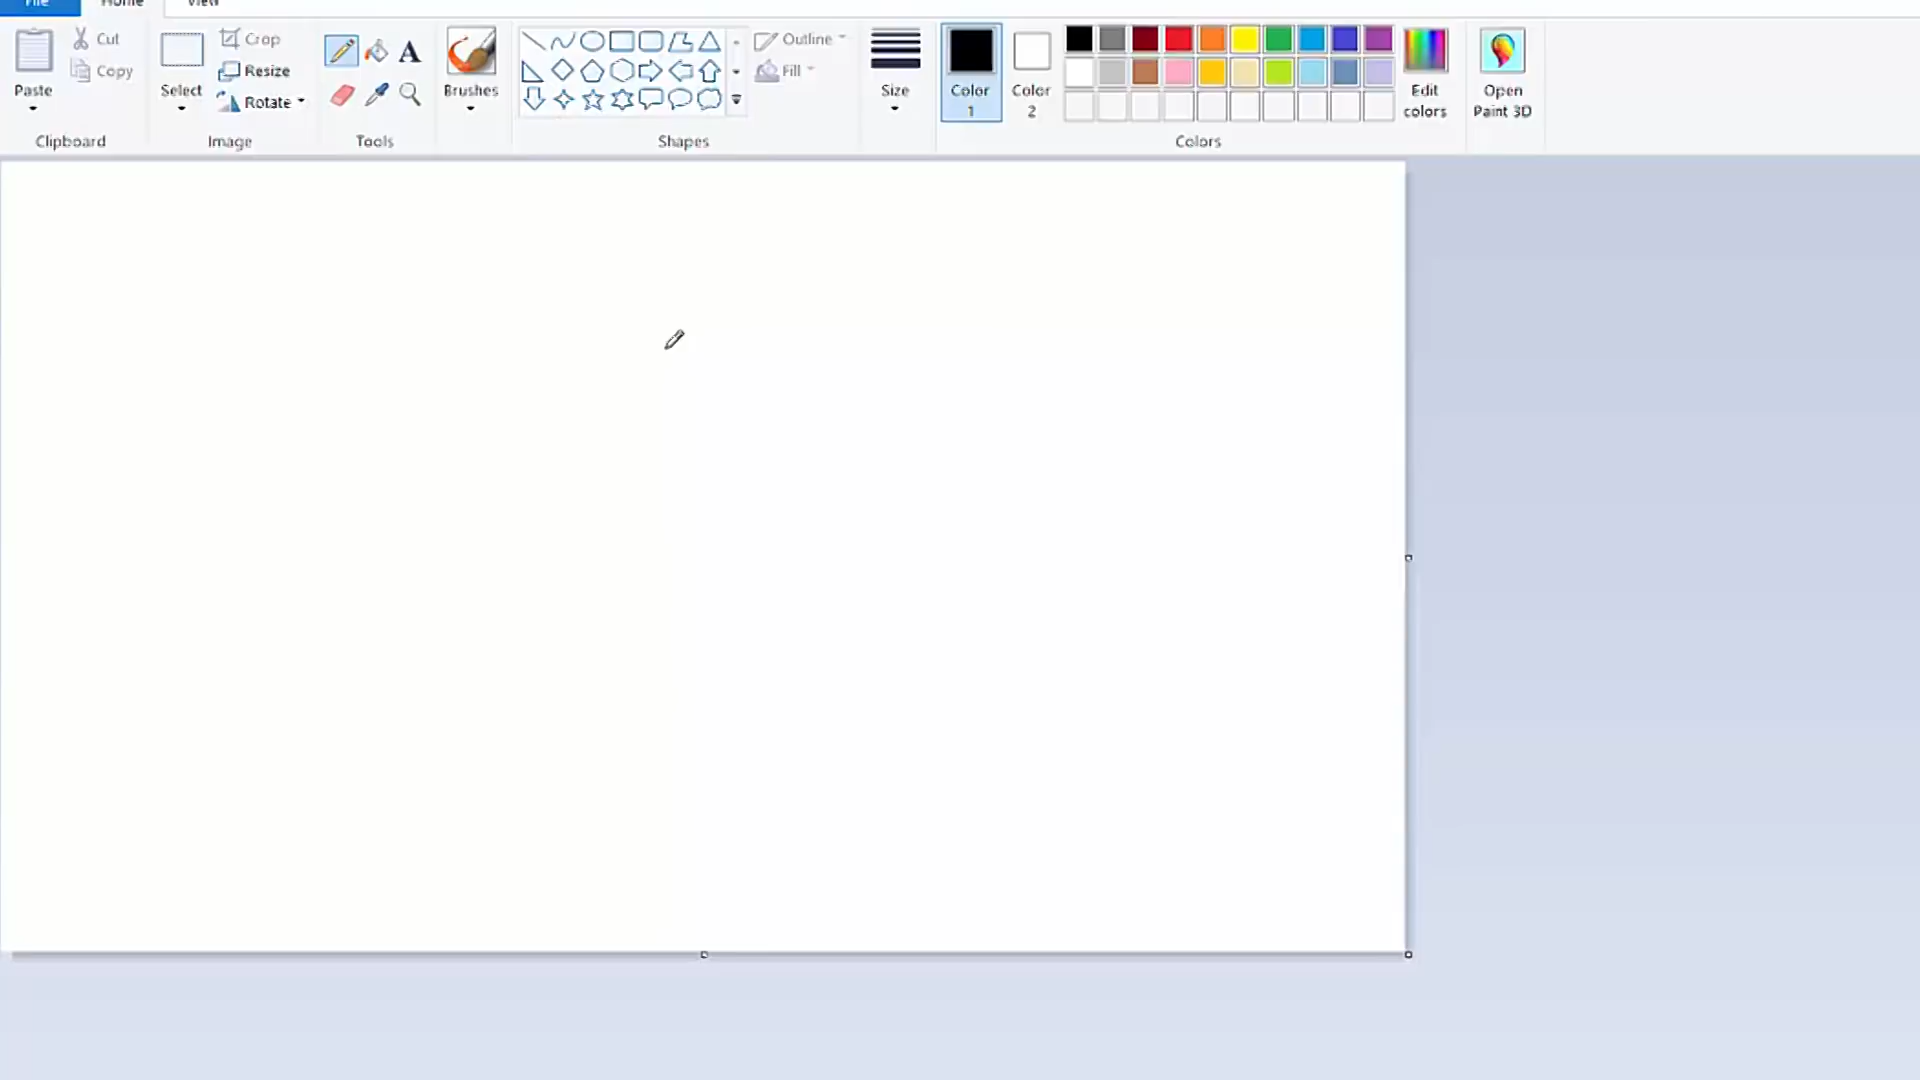 File Home View
Cut
Copy
Paste
Clipboard
Crop
Resize
Rotate
Select
Image
A
Tools
Brushes
Outline
Fill
Shapes
Size
Color
1
Color
2
Edit
colors
Colors
Open
Paint 3D